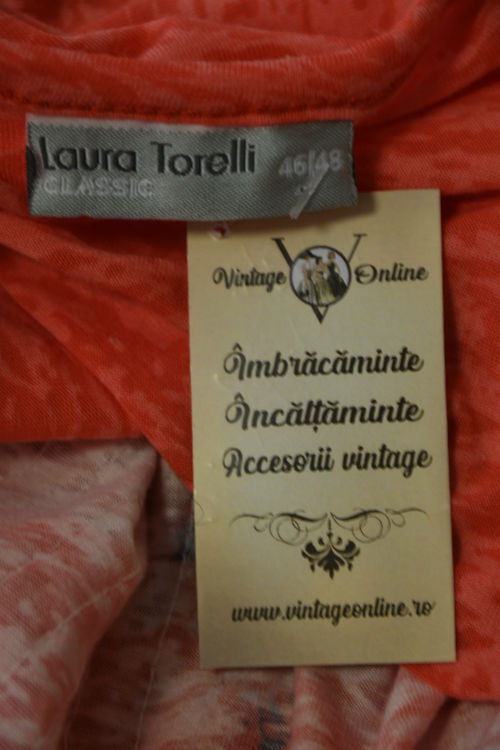 Laura Torelli 46/48
CLASSIC
Vintage Online
Îmbrăcăminte
Încălțăminte
Accesorii vintage
www.vintageonline.ro